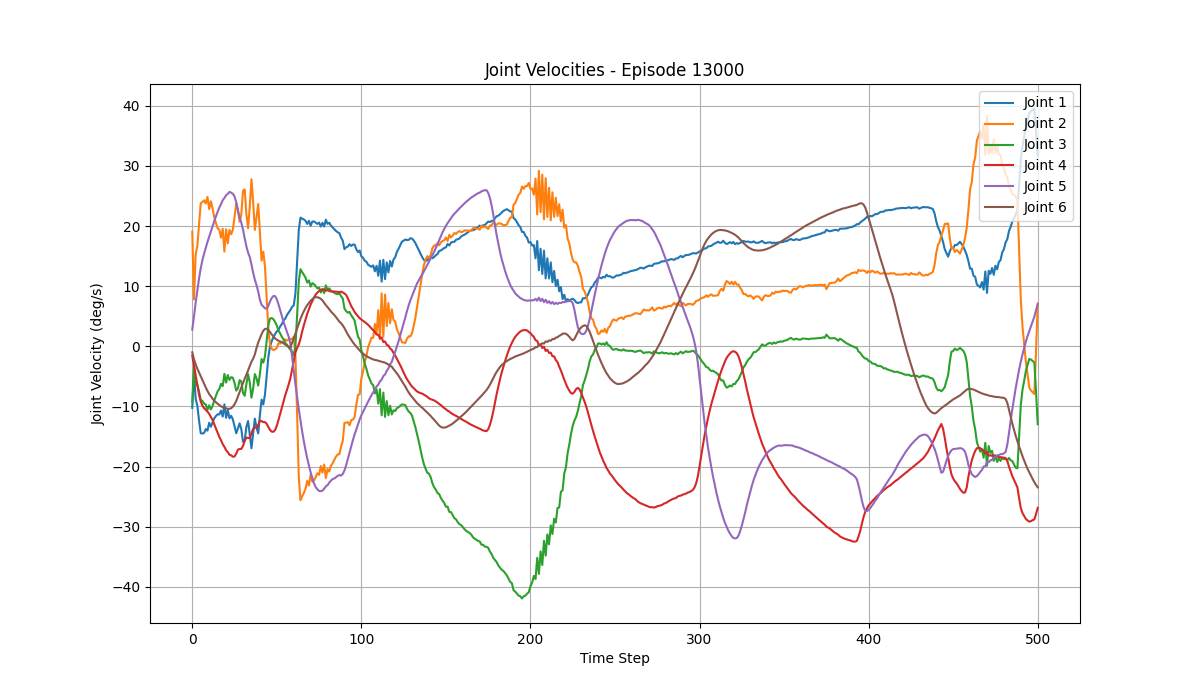 Joint Velocities - Episode 13000
Joint Velocity (deg/s)
40
30
20
10
0
−10
−20
−30
−40
Joint 1
Joint 2
Joint 3
Joint 4
Joint 5
Joint 6
0
100
200
300
400
500
Time Step